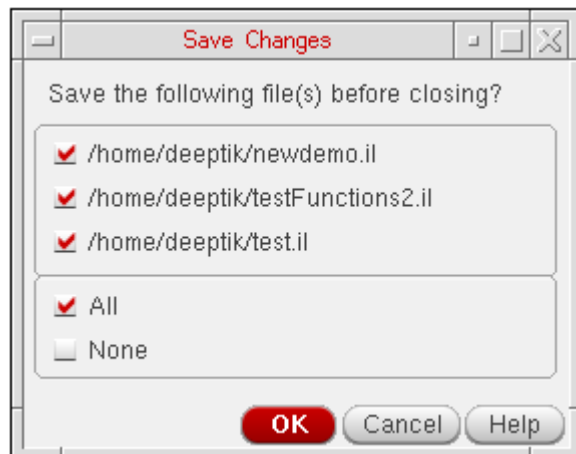 Save Changes
Save the following file(s) before closing?
/home/deeptik/newdemo.il
/home/deeptik/testFunctions2.il
/home/deeptik/test.il
All
None
OK Cancel Help